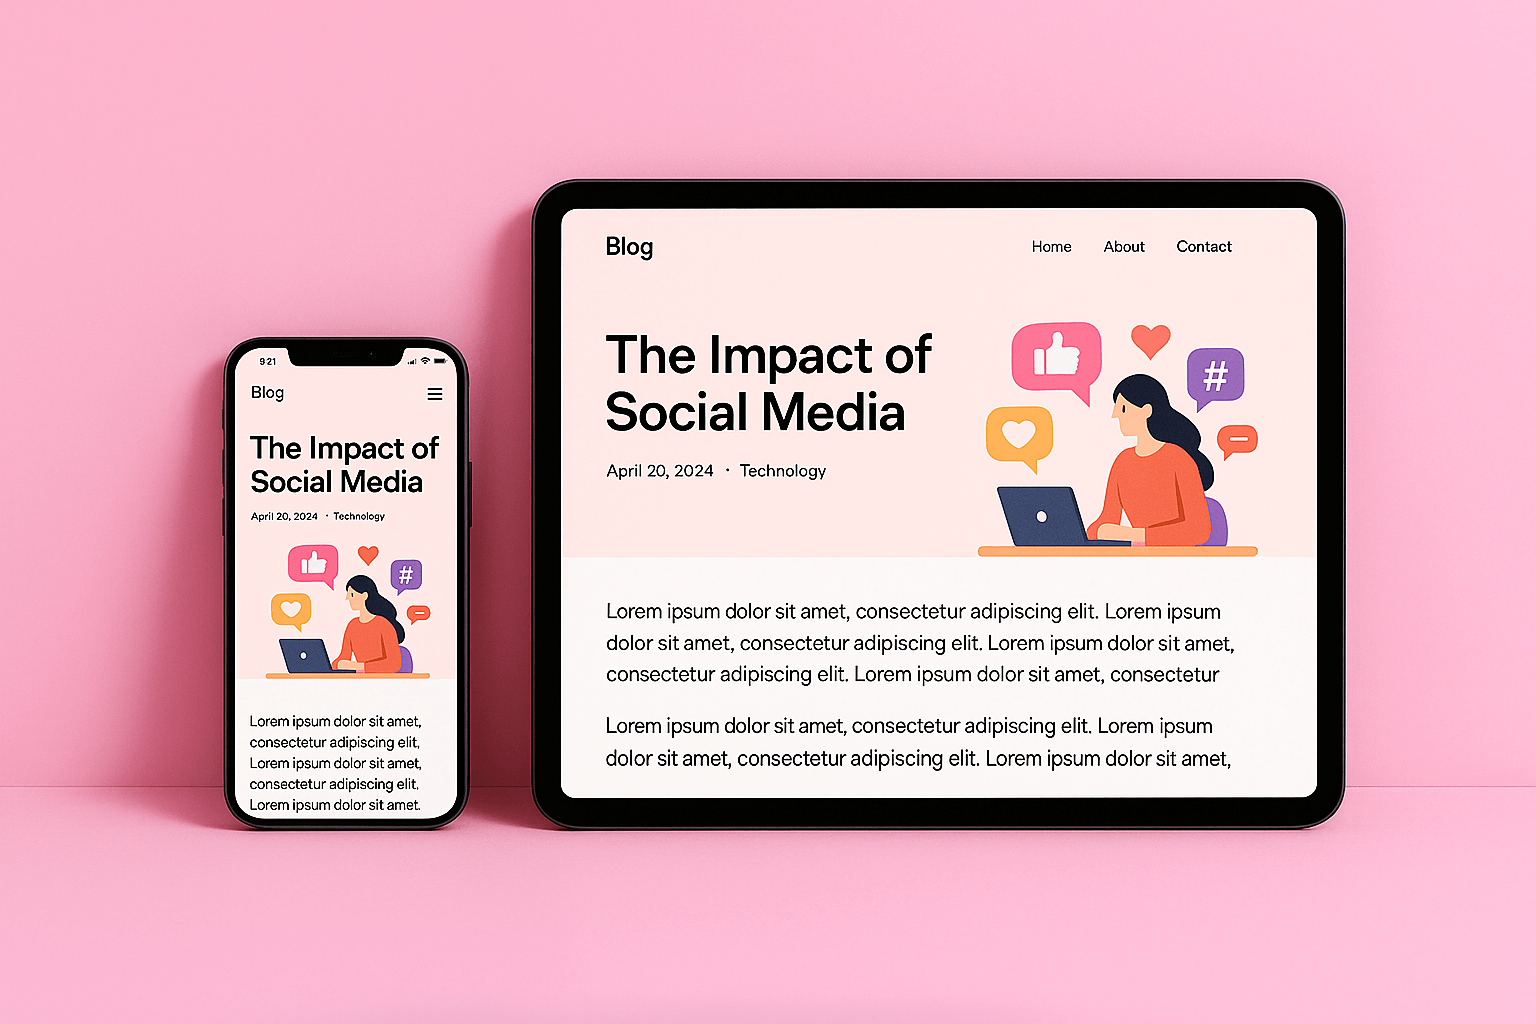 9:21
Blog
The Impact of
Social Media
April 20, 2024 · Technology
#
Lorem ipsum dolor sit amet,
consectetur adipiscing elit,
Lorem ipsum dolor sit amet,
consectetur adipiscing elit,
Lorem ipsum dolor sit amet.
Blog
Home About Contact
The Impact of
Social Media
April 20, 2024 · Technology
#
Lorem ipsum dolor sit amet, consectetur adipiscing elit. Lorem ipsum
dolor sit amet, consectetur adipiscing elit. Lorem ipsum dolor sit amet,
consectetur adipiscing elit. Lorem ipsum dolor sit amet, consectetur
Lorem ipsum dolor sit amet, consectetur adipiscing elit. Lorem ipsum
dolor sit amet, consectetur adipiscing elit. Lorem ipsum dolor sit amet,